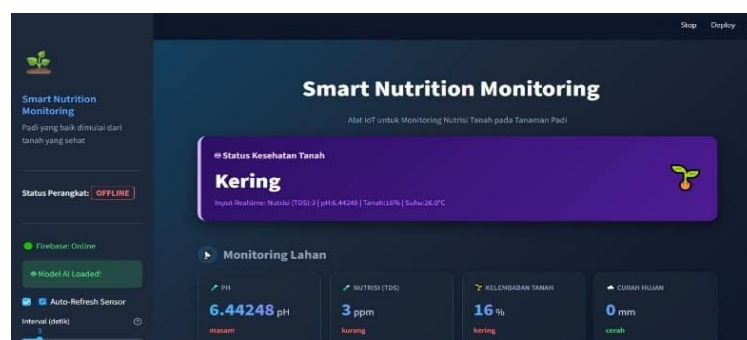 Stop Deploy
Smart Nutrition
Monitoring
Padi yang baik dimulai dari
tanah yang sehat
Status Perangkat: OFFLINE
Firebase: Online
Model AI Loaded!
Auto-Refresh Sensor
Interval (detik)
3
Smart Nutrition Monitoring
Alat IoT untuk Monitoring Nutrisi Tanah pada Tanaman Padi
Status Kesehatan Tanah
Kering
Input Realtime: Nutrisi (TDS):3 | pH:6.44248 | Tanah:16% | Suhu:26.0°C
Monitoring Lahan
PH
6.44248 pH
masam
NUTRISI (TDS)
3 ppm
kurang
KELEMBABAN TANAH
16 %
kering
CURAH HUJAN
0 mm
cerah